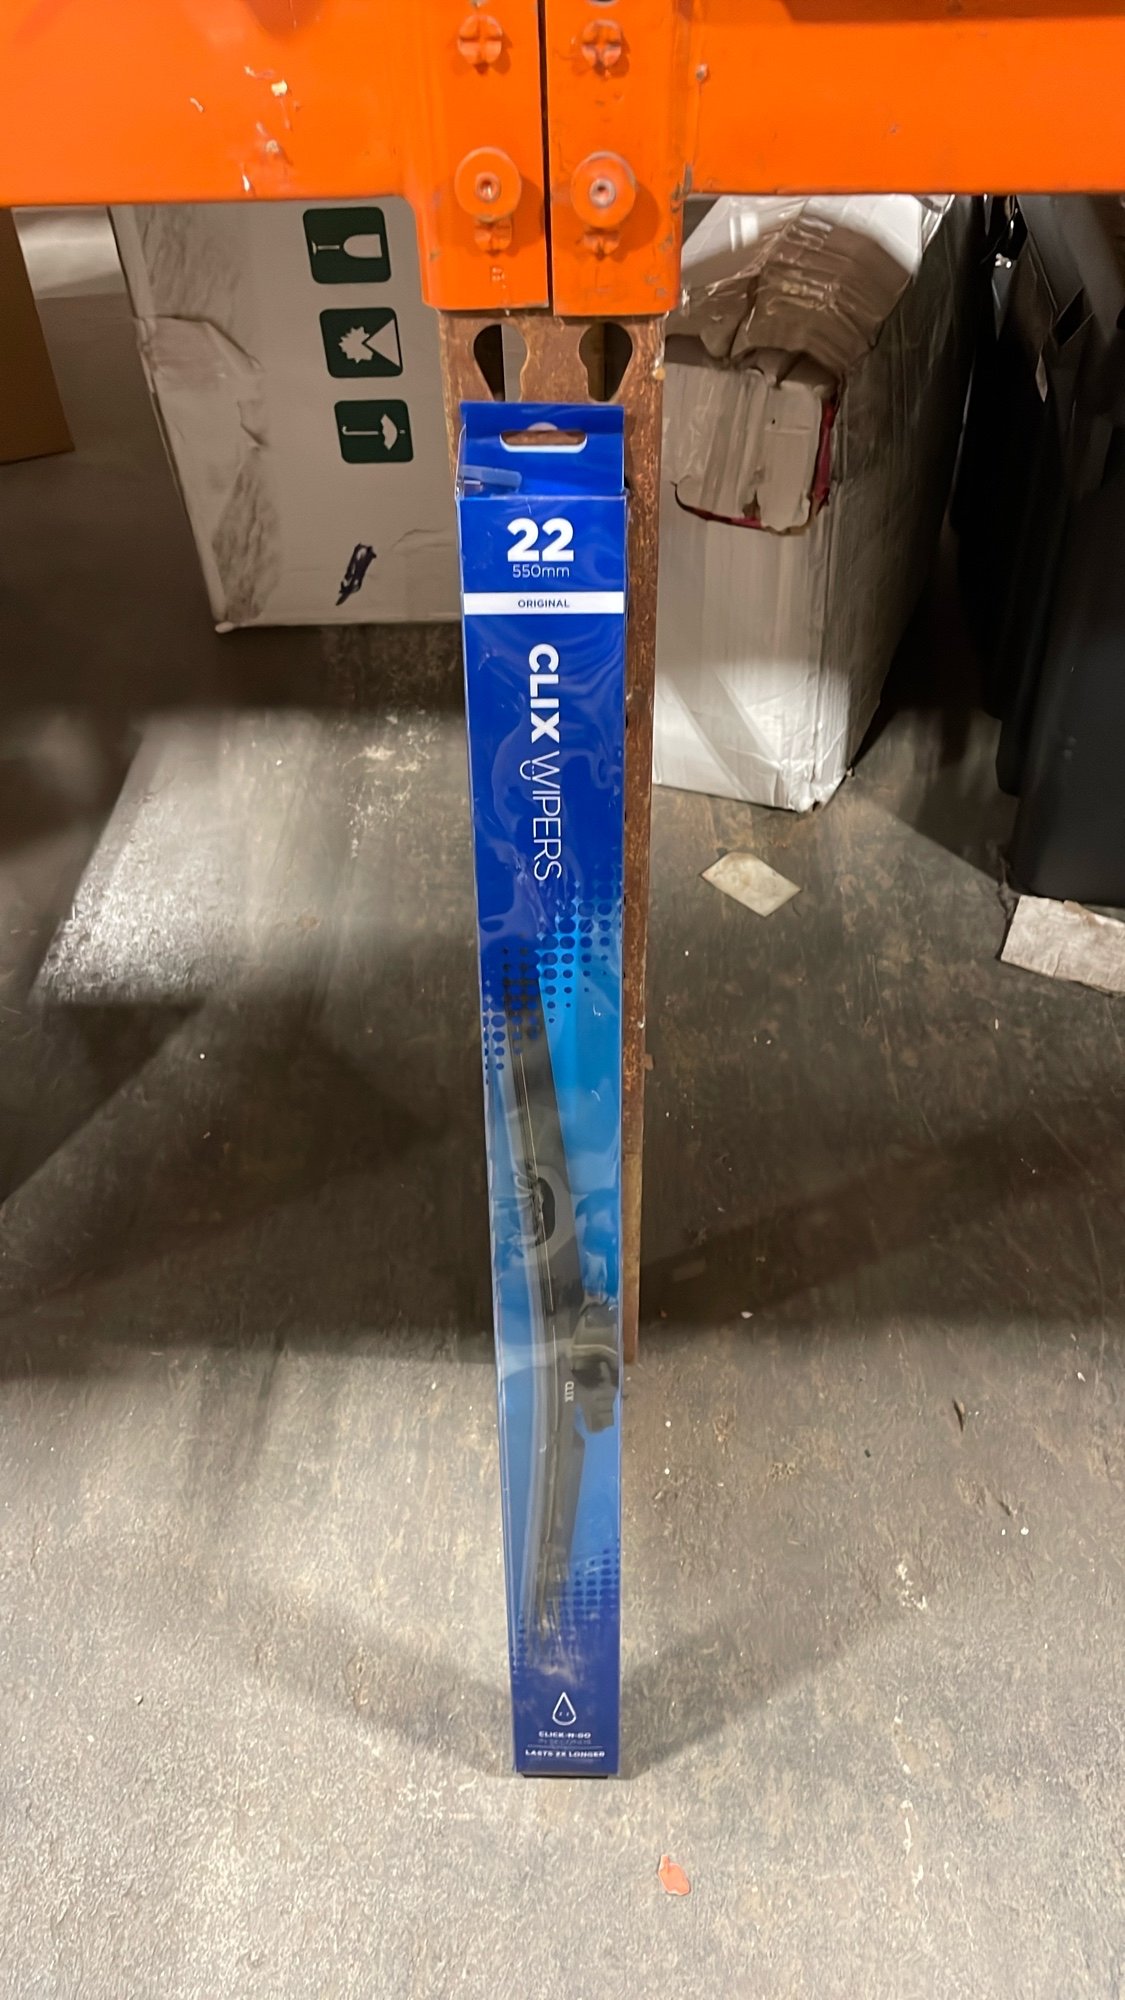 22
550mm
ORIGINAL
CLIX WIPERS
CLIX
CLICK-N-GO
LASTS 2X LONGER